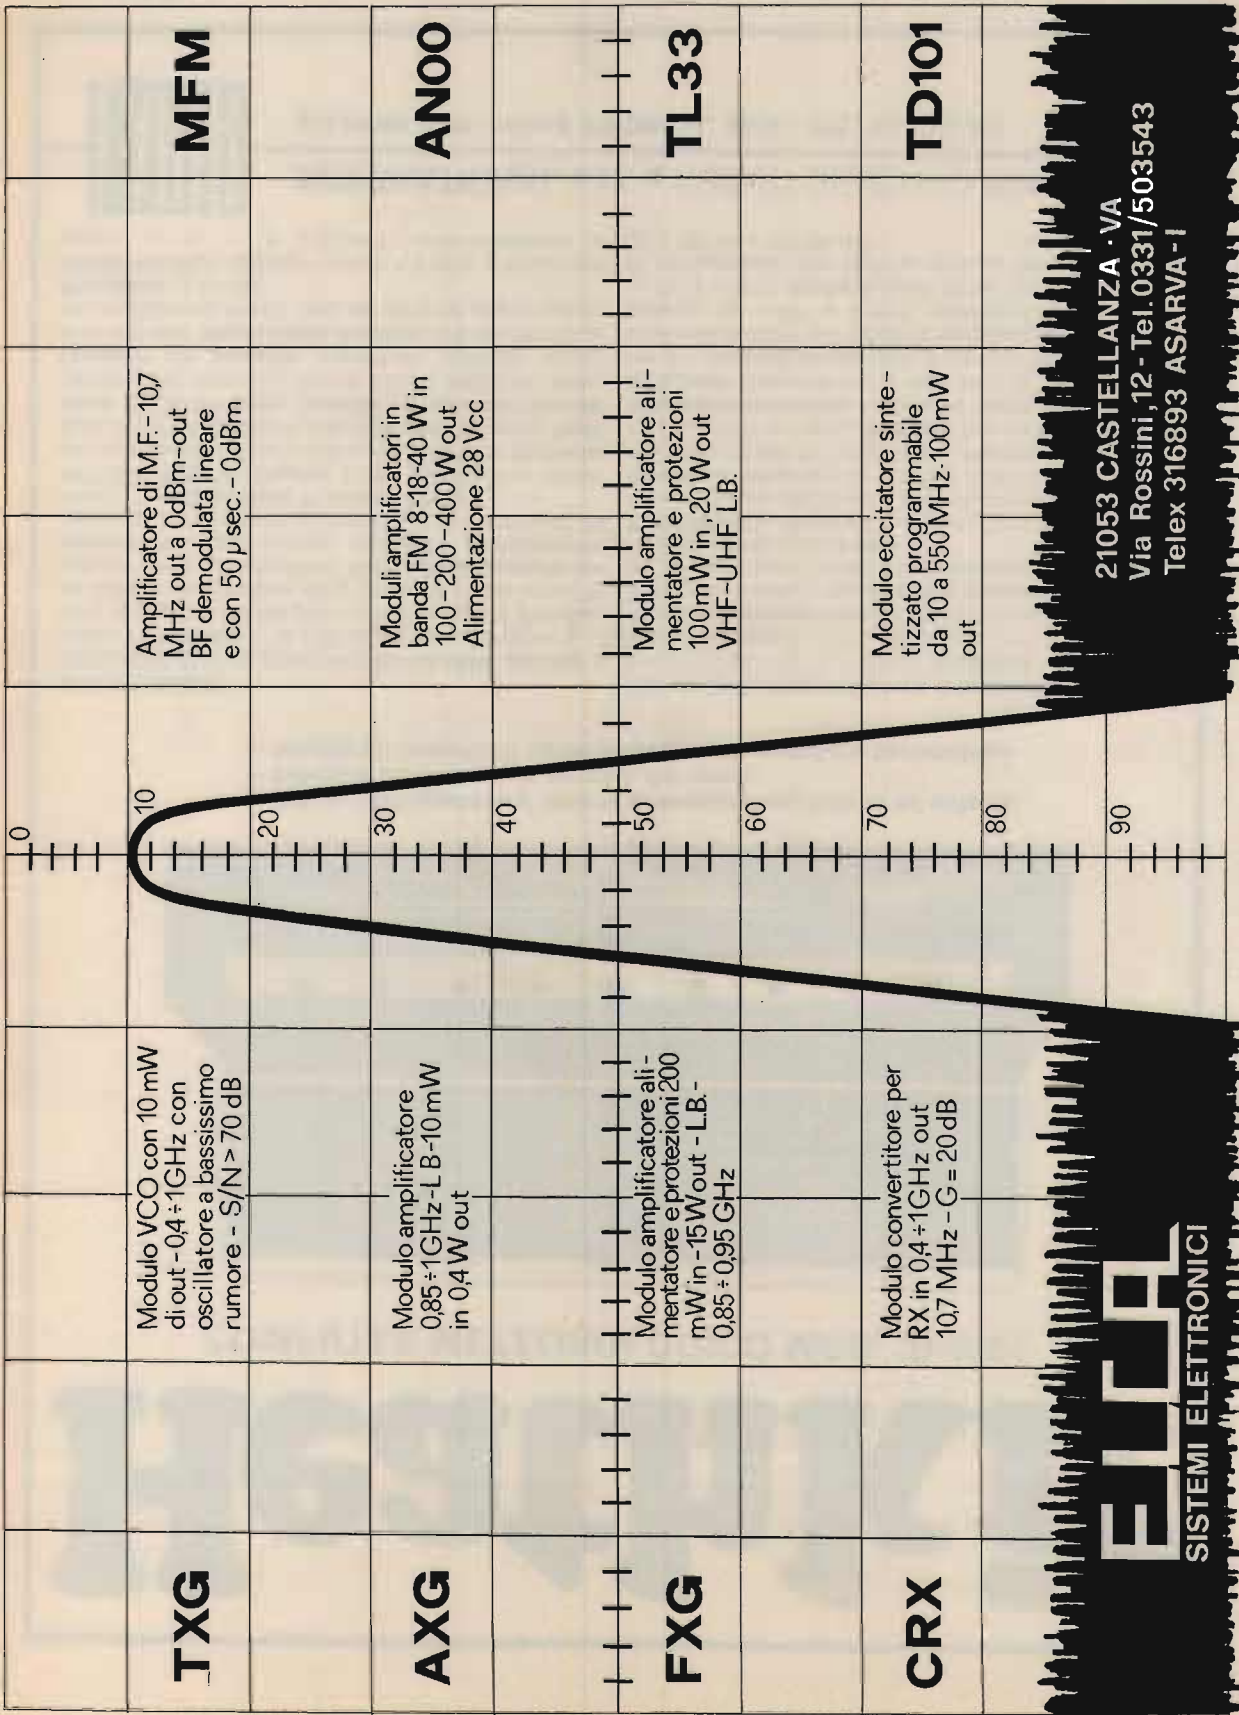 TXG
Modulo VCO con 10 mW
di out - 0,4 ÷ 1GHz con
oscillatore a bassissimo
rumore - S/N > 70 dB
AXG
Modulo amplificatore
0,85 ÷ 1GHz - L B - 10 mW
in 0,4 W out
FXG
Modulo amplificatore ali-
mentatore e protezioni 200
mW in - 15 W out - L.B. -
0,85 ÷ 0,95 GHz
CRX
Modulo convertitore per
RX in 0,4 ÷ 1GHz out
10,7 MHz - G = 20 dB
0
10
20
30
40
50
60
70
80
90
Amplificatore di M.F. - 10,7
MHz out a 0dBm - out
BF demodulata lineare
e con 50 µ sec. - 0dBm
MFM
Moduli amplificatori in
banda FM 8-18-40 W in
100-200-400 W out
Alimentazione 28 Vcc
AN00
Modulo amplificatore ali-
mentatore e protezioni
100 mW in, 20 W out
VHF-UHF L.B.
TL33
Modulo eccitatore sinte-
tizzato programmabile
da 10 a 550 MHz - 100 mW
out
TD101
SISTEMI ELETTRONICI
21053 CASTELLANZA · VA
Via Rossini, 12 - Tel. 0331/503543
Telex 316893 ASARVA - I